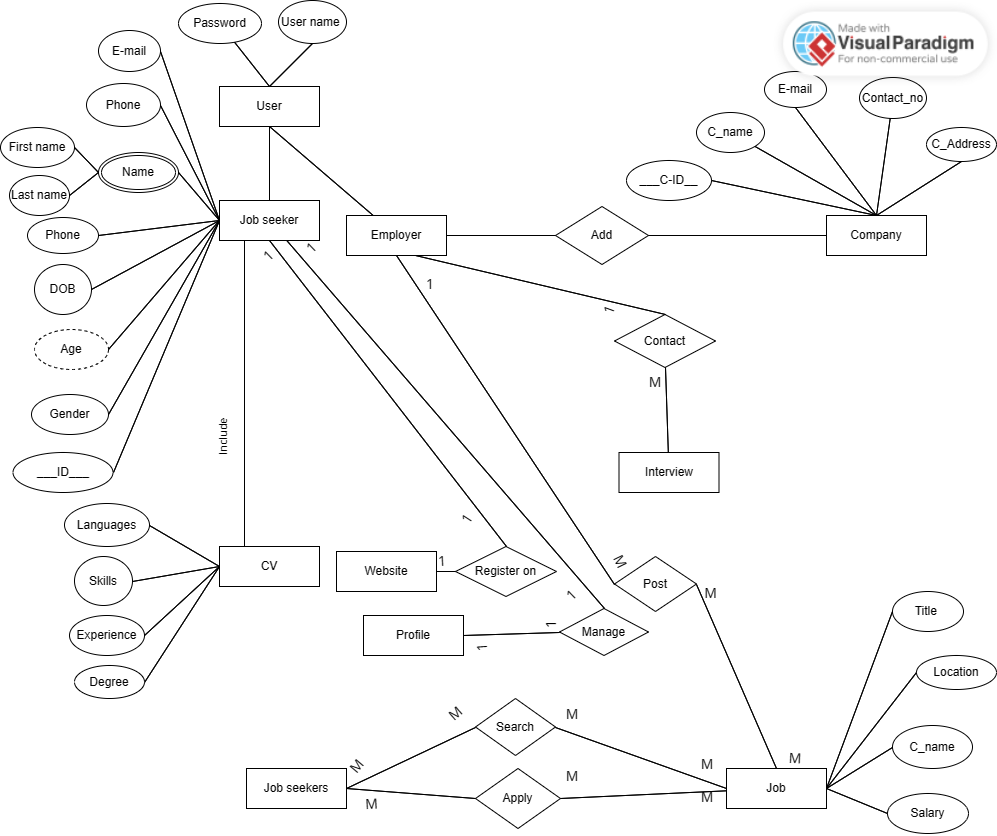 Password
User name
Made with
VisualParadigm
For non-commercial use
E-mail
User
Phone
First name
Name
Last name
Phone
Job seeker
DOB
Age
Gender
___ID___
Include
1
1
Employer
Add
Company
___C-ID__
C_name
E-mail
Contact_no
C_Address
1
1
Contact
M
Interview
Languages
Skills
Experience
Degree
CV
1
Website
1
Register on
1
Profile
1
1
Manage
M
Post
M
Title
Location
C_name
Salary
M
Search
M
M
M
Job seekers
M
Apply
M
M
M
Job